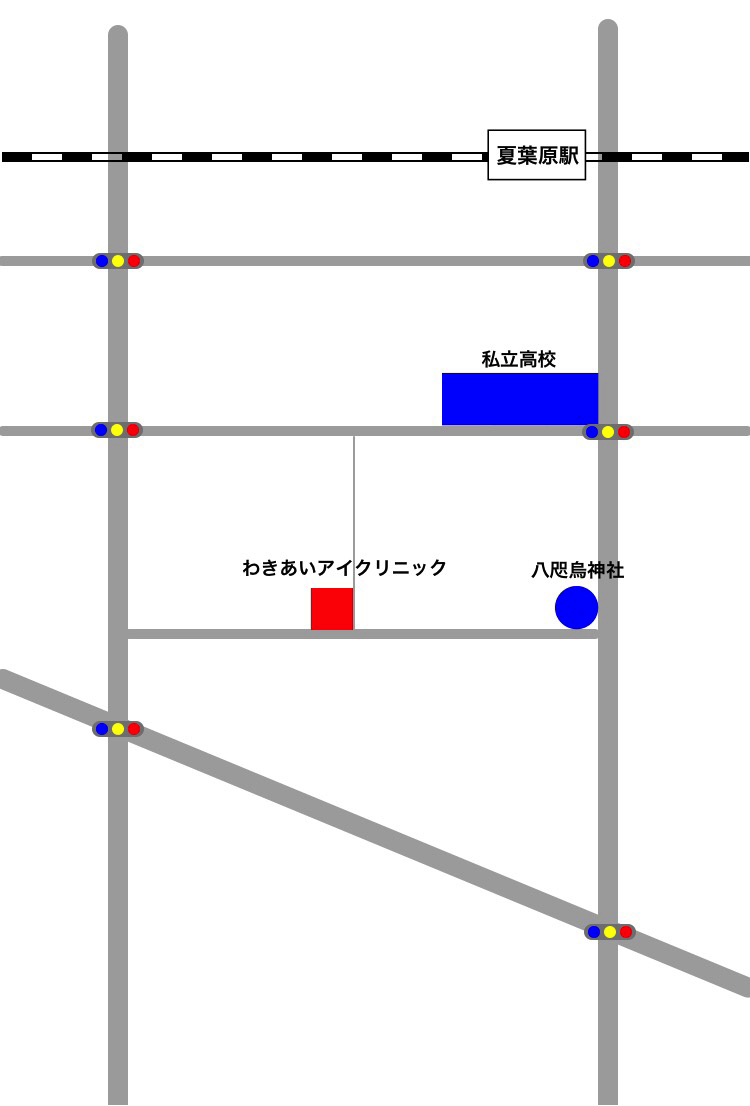 夏葉原駅
私立高校
わきあいアイクリニック
八咫烏神社